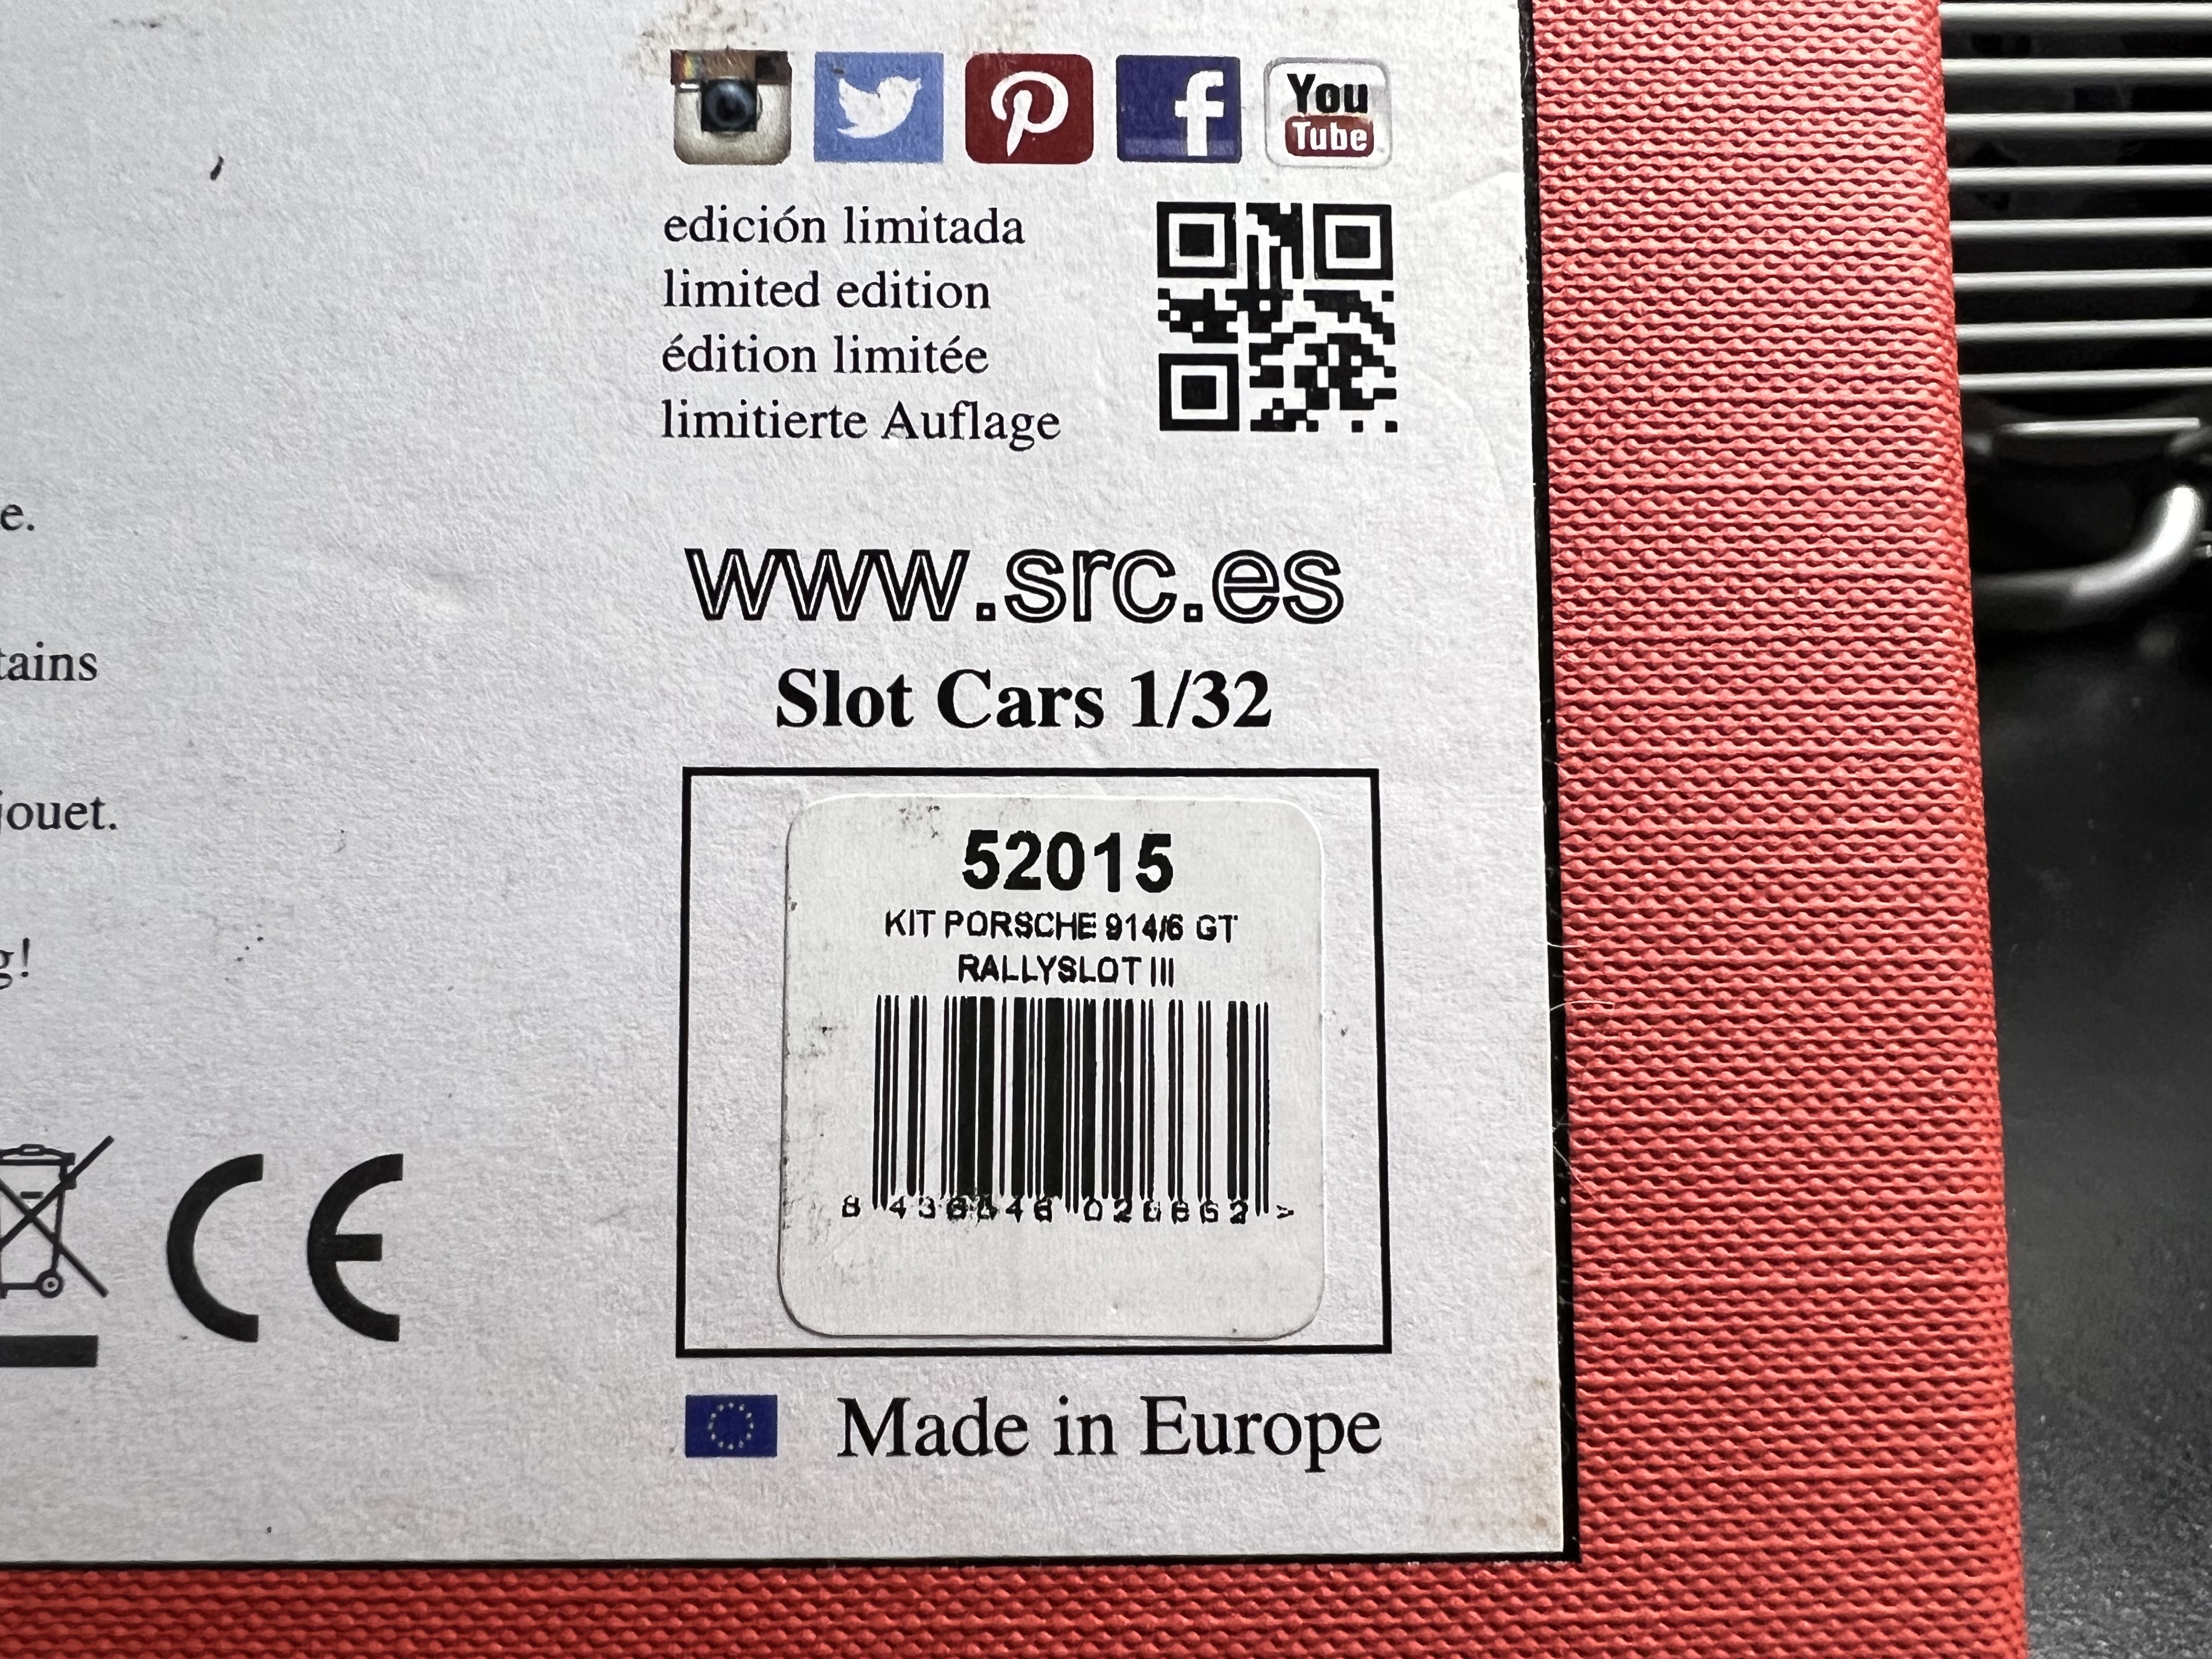 You
Tube
edición limitada
limited edition
édition limitée
limitierte Auflage
e.
www.src.es
tains
Slot Cars 1/32
jouet.
52015
KIT PORSCHE 914/6 GT
RALLYSLOT III
g!
CE
Made in Europe